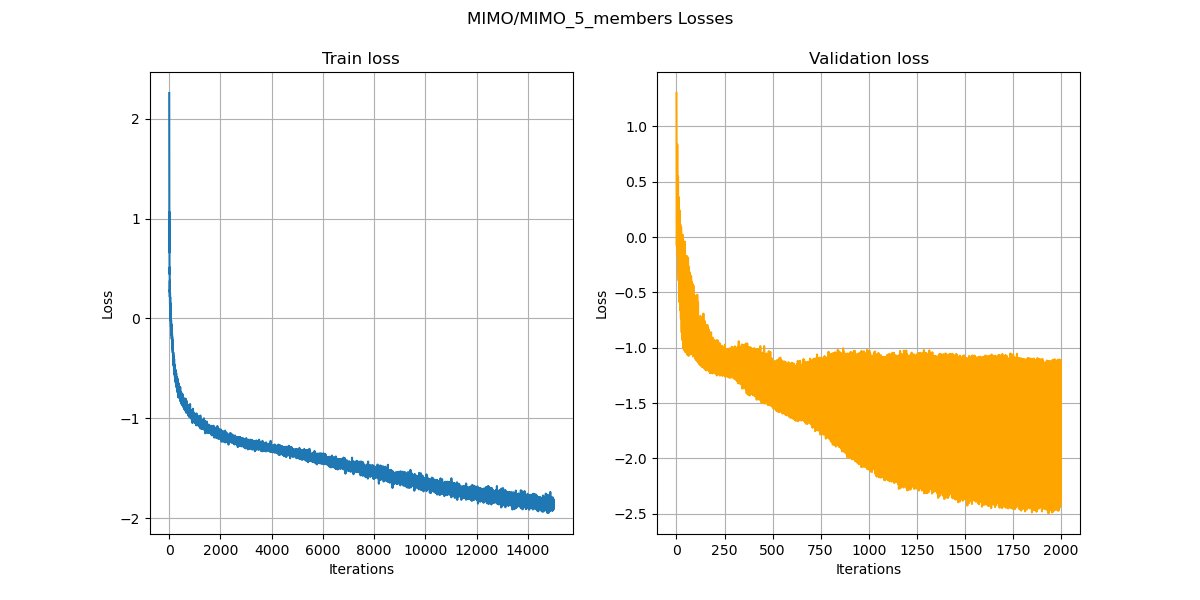 MIMO/MIMO_5_members Losses
Train loss
2
1
0
−1
−2
Loss
0 2000 4000 6000 8000 10000 12000 14000
Iterations
Validation loss
1.0
0.5
0.0
−0.5
−1.0
−1.5
−2.0
−2.5
Loss
0 250 500 750 1000 1250 1500 1750 2000
Iterations